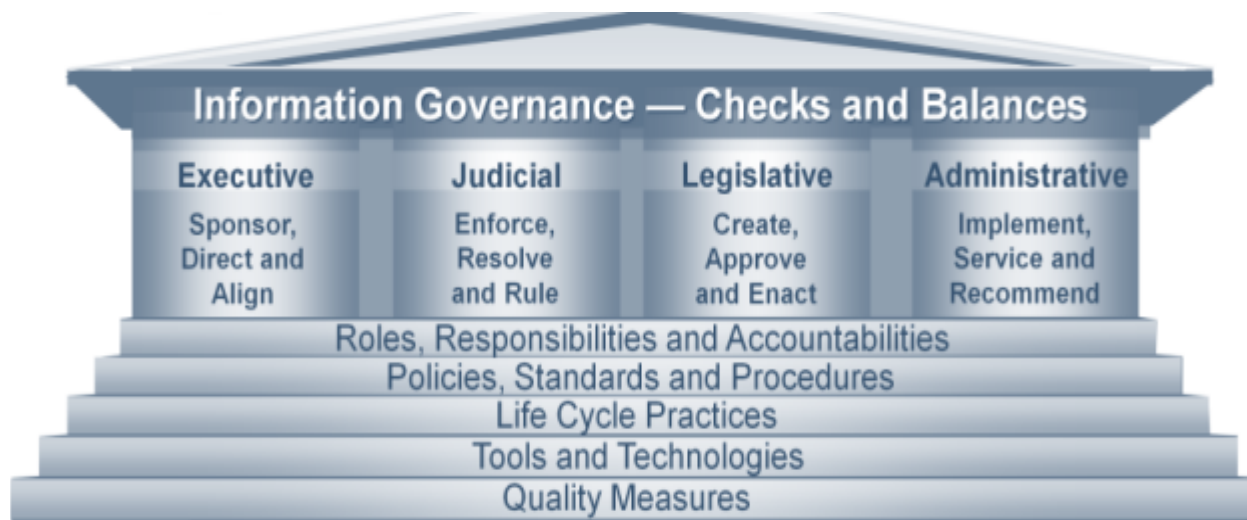 Information Governance — Checks and Balances
Executive
Sponsor,
Direct and
Align
Judicial
Enforce,
Resolve
and Rule
Legislative
Create,
Approve
and Enact
Administrative
Implement,
Service and
Recommend
Roles, Responsibilities and Accountabilities
Policies, Standards and Procedures
Life Cycle Practices
Tools and Technologies
Quality Measures